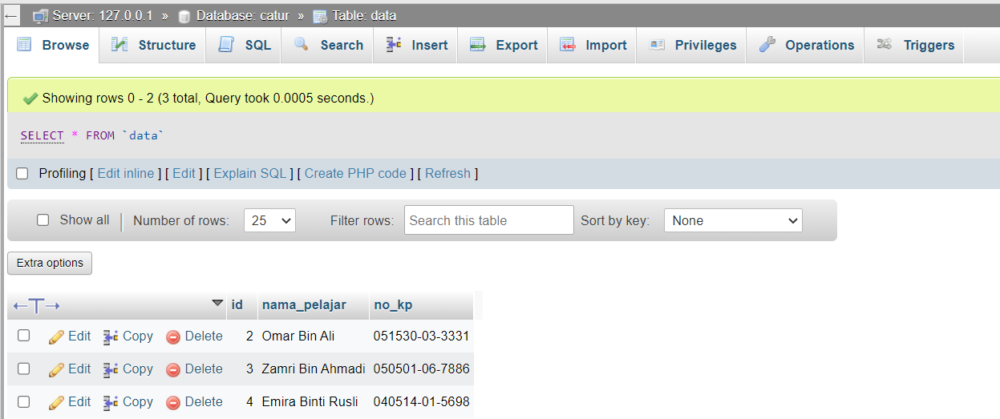 ← Server: 127.0.0.1 » Database: catur » Table: data
Browse Structure SQL Search Insert Export Import Privileges Operations Triggers
Showing rows 0 - 2 (3 total, Query took 0.0005 seconds.)
SELECT * FROM `data`
Profiling [ Edit inline ] [ Edit ] [ Explain SQL ] [ Create PHP code ] [ Refresh ]
Show all | Number of rows: 25 Filter rows: Search this table Sort by key: None
Extra options
←T→ id nama_pelajar no_kp
Edit Copy Delete 2 Omar Bin Ali 051530-03-3331
Edit Copy Delete 3 Zamri Bin Ahmadi 050501-06-7886
Edit Copy Delete 4 Emira Binti Rusli 040514-01-5698